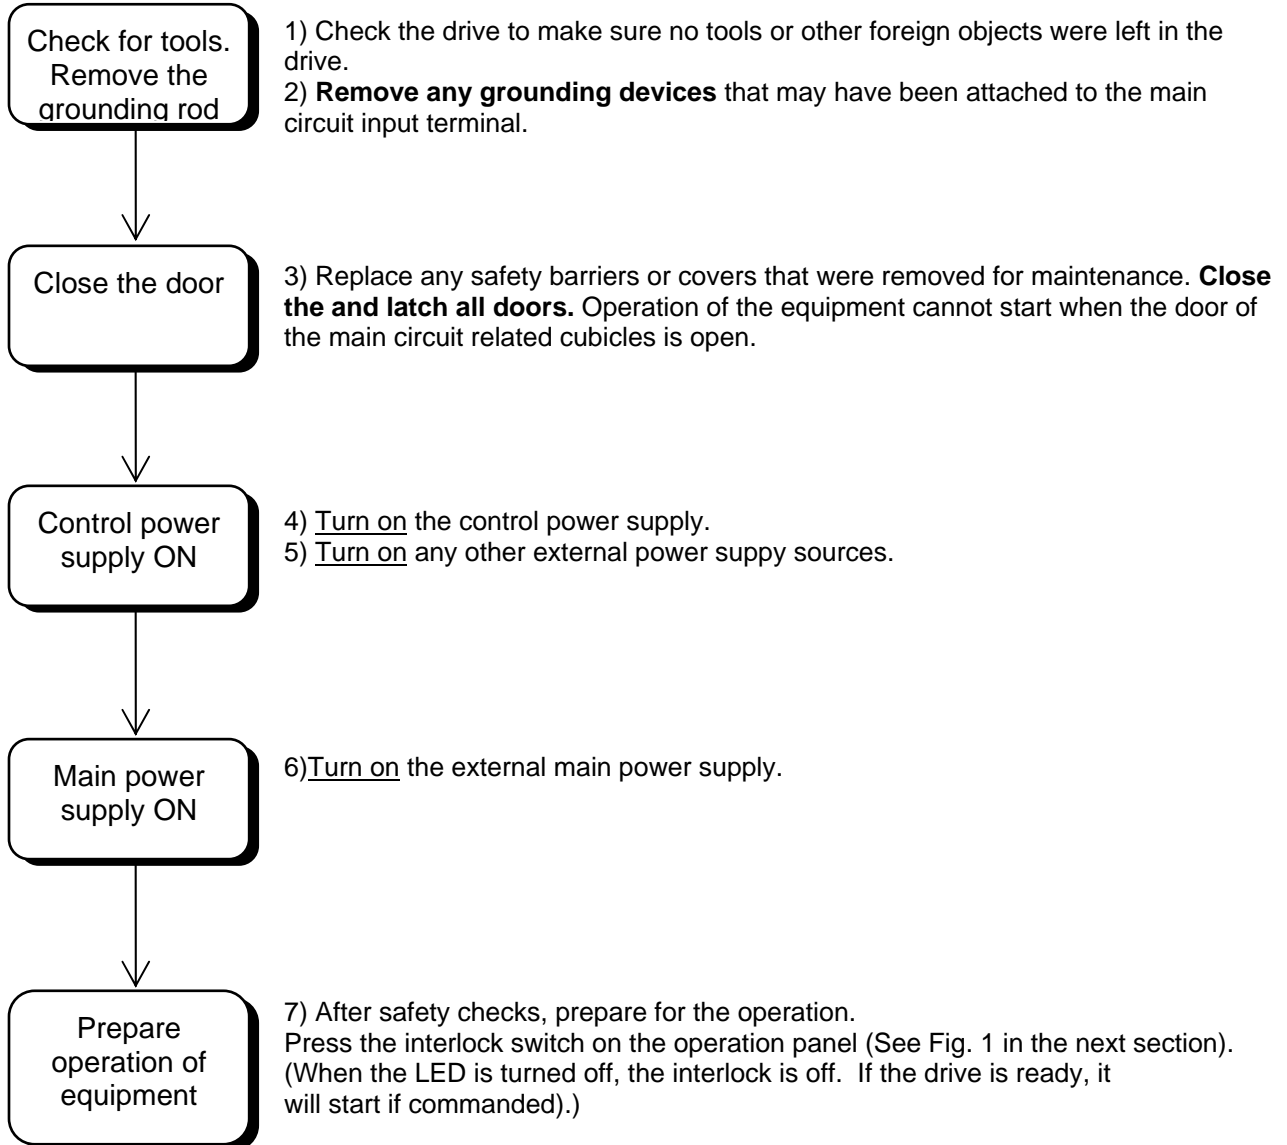 Check for tools.
Remove the
grounding rod
1) Check the drive to make sure no tools or other foreign objects were left in the
drive.
2) Remove any grounding devices that may have been attached to the main
circuit input terminal.
Close the door
3) Replace any safety barriers or covers that were removed for maintenance. Close
the and latch all doors. Operation of the equipment cannot start when the door of
the main circuit related cubicles is open.
Control power
supply ON
4) Turn on the control power supply.
5) Turn on any other external power suppy sources.
Main power
supply ON
6)Turn on the external main power supply.
Prepare
operation of
equipment
7) After safety checks, prepare for the operation.
Press the interlock switch on the operation panel (See Fig. 1 in the next section).
(When the LED is turned off, the interlock is off.  If the drive is ready, it
will start if commanded).)